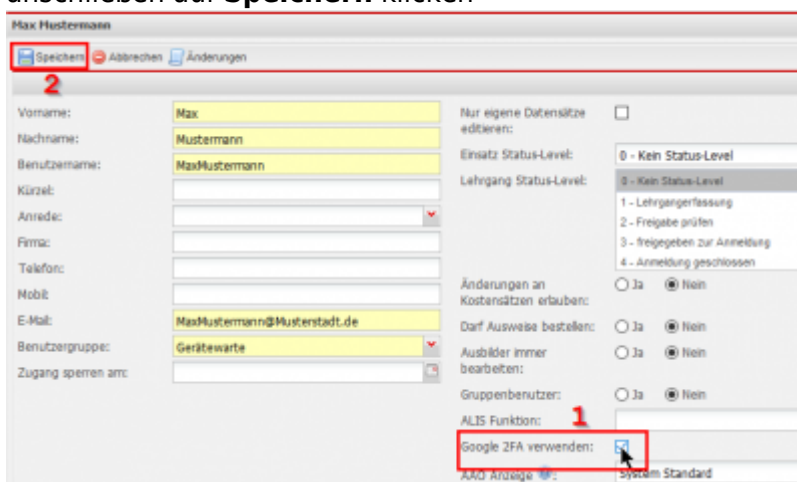 anschließen auf Speichern klicken
Max Mustermann
Speichern Abbrechen Änderungen
2
Vorname: Max
Nachname: Mustermann
Benutzername: MaxMustermann
Kürzel:
Anrede:
Firma:
Telefon:
Mobil:
E-Mail: MaxMustermann@Musterstadt.de
Benutzergruppe: Gerätewarte
Zugang sperren am:
Nur eigene Datensätze
editieren:
Einsatz Status-Level: 0 - Kein Status-Level
Lehrgang Status-Level: 0 - Kein Status-Level
1 - Lehrgangerfassung
2 - Freigabe prüfen
3 - freigegeben zur Anmeldung
4 - Anmeldung geschlossen
Änderungen an
Kostensätzen erlauben: Ja Nein
Darf Ausweise bestellen: Ja Nein
Ausbilder immer
bearbeiten: Ja Nein
Gruppenbenutzer: Ja Nein
ALIS Funktion: 1
Google 2FA verwenden:
AAO Anzeige : System Standard